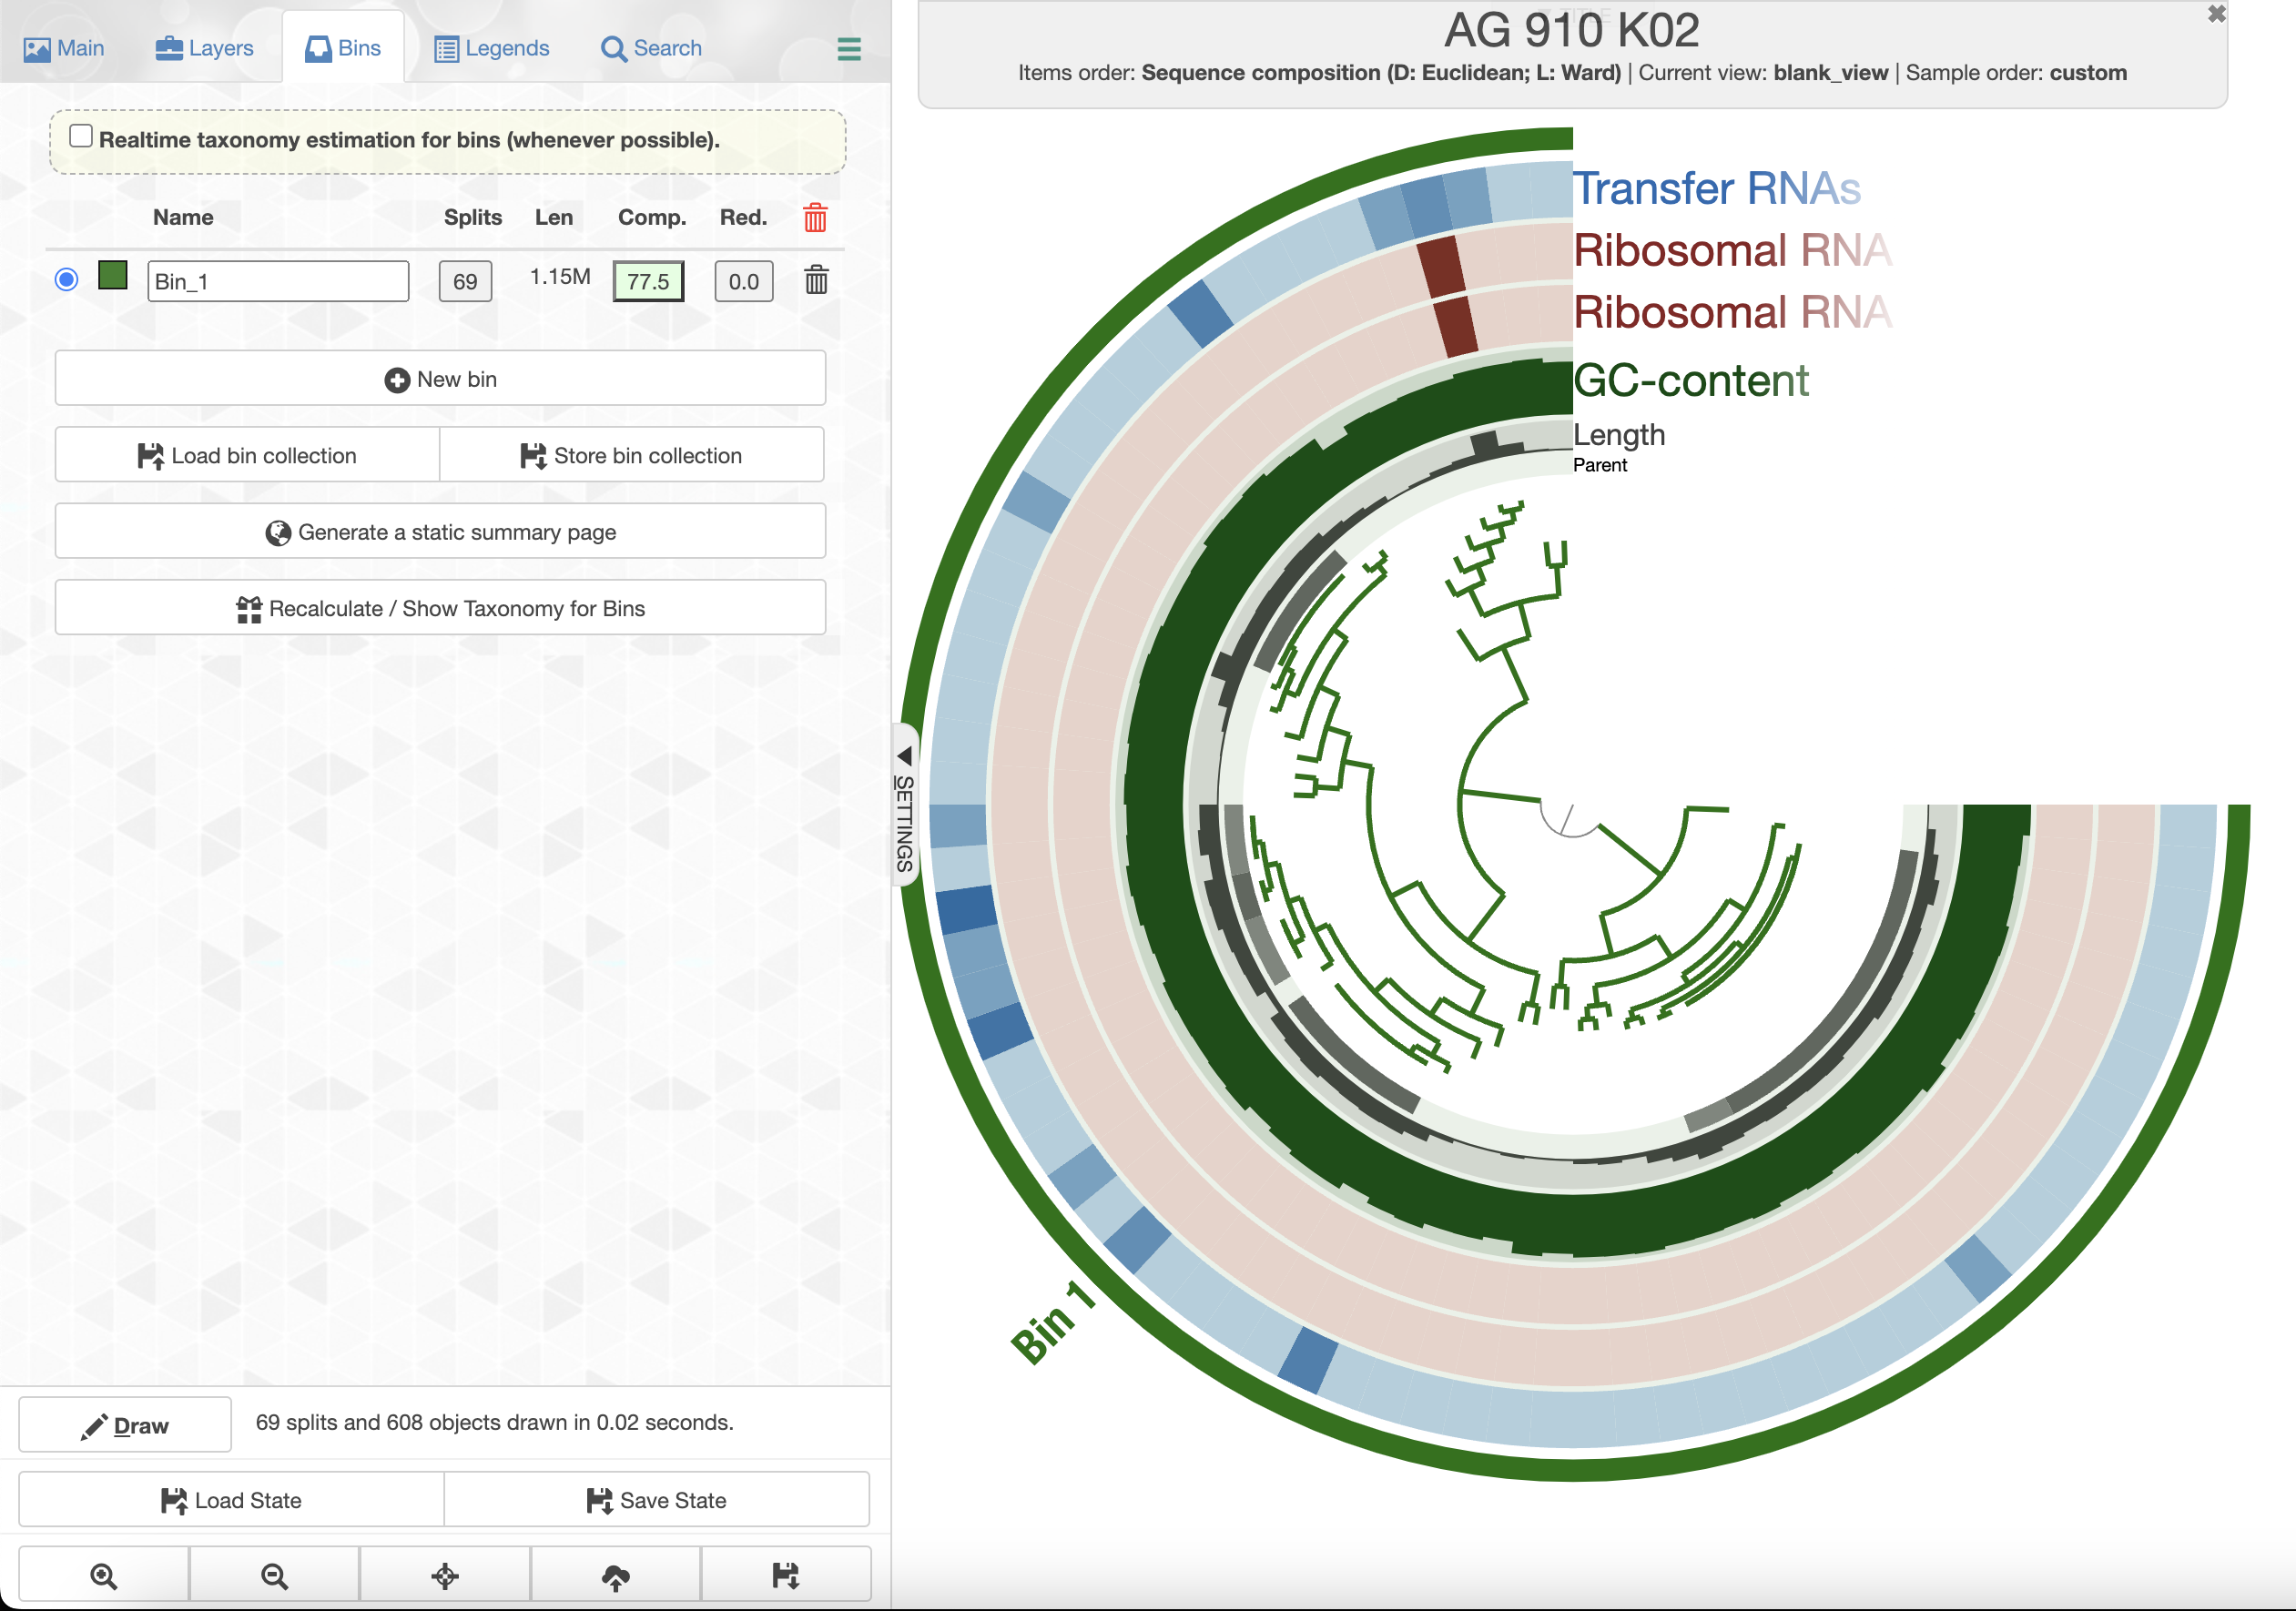 Main Layers Bins Legends Search
Realtime taxonomy estimation for bins (whenever possible).
Name Splits Len Comp. Red.
Bin_1 69 1.15M 77.5 0.0
New bin
Load bin collection Store bin collection
Generate a static summary page
Recalculate / Show Taxonomy for Bins
Draw 69 splits and 608 objects drawn in 0.02 seconds.
Load State Save State
SETTINGS
TITLE
AG 910 K02
Items order: Sequence composition (D: Euclidean; L: Ward) | Current view: blank_view | Sample order: custom
Transfer RNAs
Ribosomal RNA
Ribosomal RNA
GC-content
Length
Parent
Bin 1